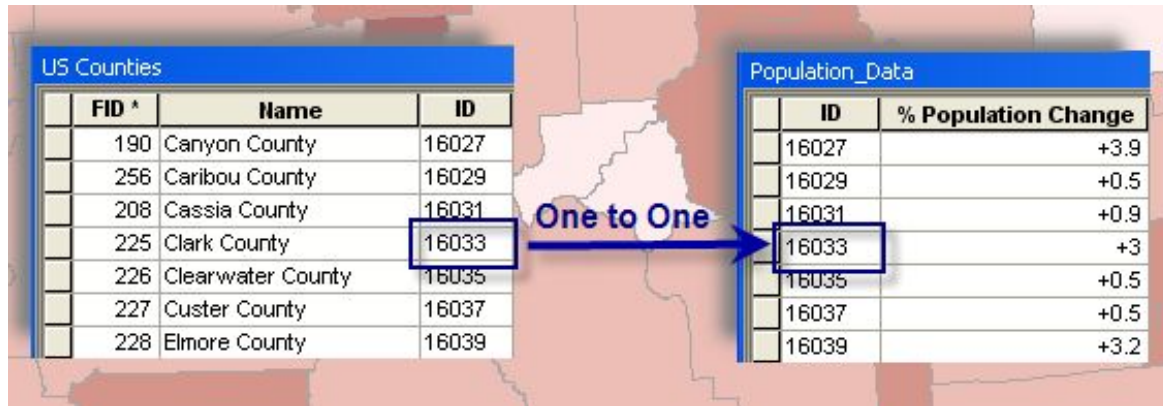 US Counties
FID * Name ID
190 Canyon County 16027
256 Caribou County 16029
208 Cassia County 16031
225 Clark County 16033
226 Clearwater County 16035
227 Custer County 16037
228 Elmore County 16039
One to One
Population_Data
ID % Population Change
16027 +3.9
16029 +0.5
16031 +0.9
16033 +3
16035 +0.5
16037 +0.5
16039 +3.2